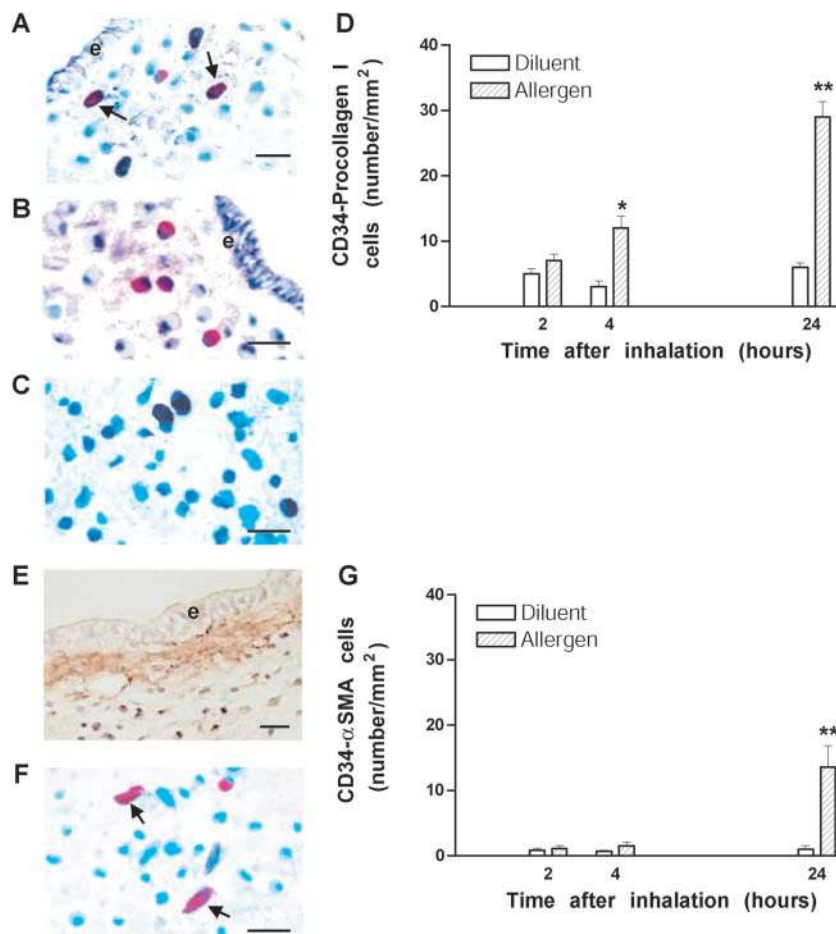 A
e
B
e
C
D
CD34-Procollagen I
cells (number/mm²)
40
30
20
10
0
Diluent
Allergen
*
**
2
4
24
Time after inhalation (hours)
E
e
F
G
CD34-αSMA cells
(number/mm²)
40
30
20
10
0
Diluent
Allergen
**
2
4
24
Time after inhalation (hours)